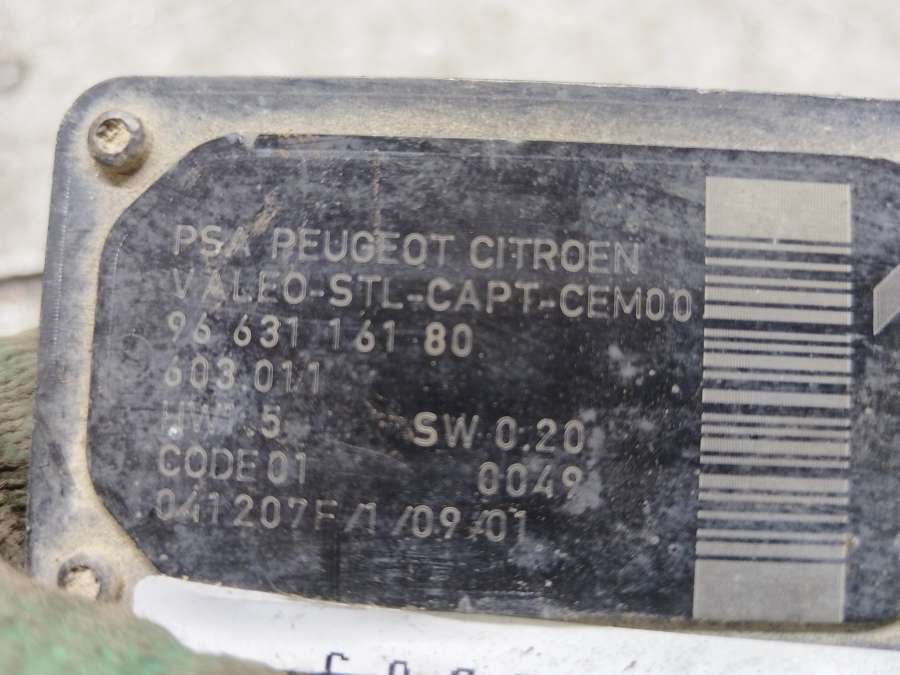 PSA PEUGEOT CITROEN
VALEO-STL-CAPT-CEM00
96 631 161 80
603 011
SW 0.20
CODE 01 0049
041207F/1/09/01